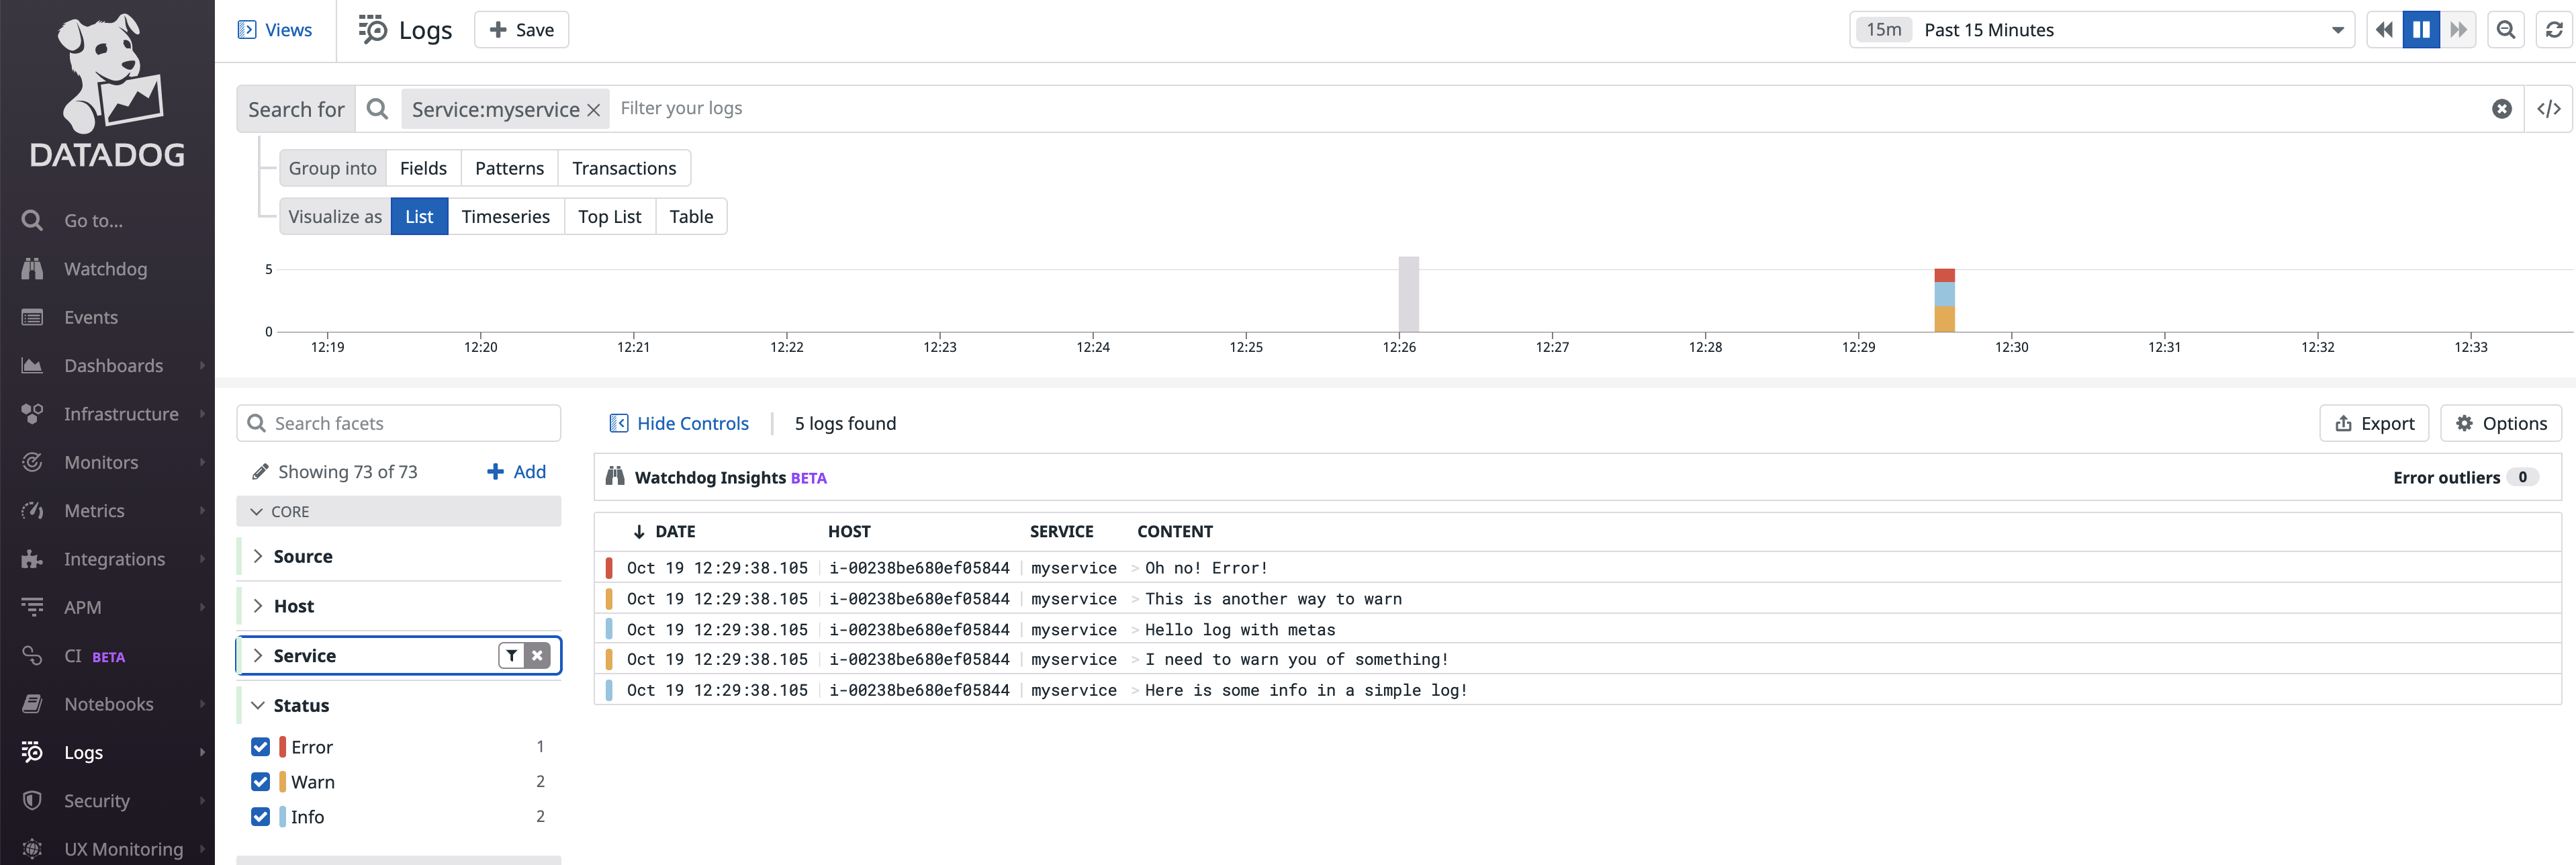 DATADOG
Go to...
Watchdog
Events
Dashboards
Infrastructure
Monitors
Metrics
Integrations
APM
CI BETA
Notebooks
Logs
Security
UX Monitoring
Views
Logs
Save
15m Past 15 Minutes
Search for Service:myservice Filter your logs </>
Group into Fields Patterns Transactions
Visualize as List Timeseries Top List Table
5
0
12:19 12:20 12:21 12:22 12:23 12:24 12:25 12:26 12:27 12:28 12:29 12:30 12:31 12:32 12:33
Search facets
Showing 73 of 73 Add
CORE
Source
Host
Service
Status
Error 1
Warn 2
Info 2
Hide Controls 5 logs found Export Options
Watchdog Insights BETA Error outliers 0
DATE HOST SERVICE CONTENT
Oct 19 12:29:38.105 i-00238be680ef05844 myservice > Oh no! Error!
Oct 19 12:29:38.105 i-00238be680ef05844 myservice > This is another way to warn
Oct 19 12:29:38.105 i-00238be680ef05844 myservice > Hello log with metas
Oct 19 12:29:38.105 i-00238be680ef05844 myservice > I need to warn you of something!
Oct 19 12:29:38.105 i-00238be680ef05844 myservice > Here is some info in a simple log!